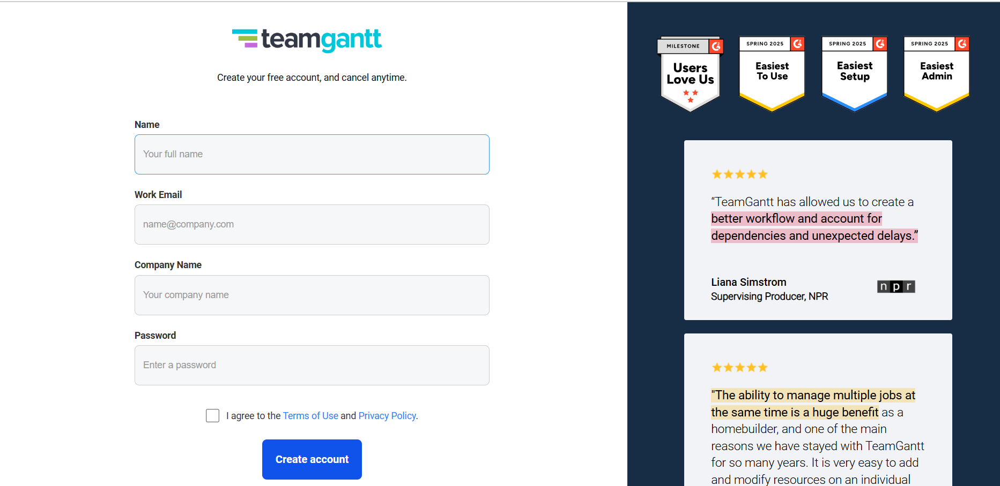 teamgantt
Create your free account, and cancel anytime.
Name
Your full name
Work Email
name@company.com
Company Name
Your company name
Password
Enter a password
I agree to the Terms of Use and Privacy Policy.
Create account
MILESTONE
Users
Love Us
SPRING 2025
Easiest
To Use
SPRING 2025
Easiest
Setup
SPRING 2025
Easiest
Admin
“TeamGantt has allowed us to create a
better workflow and account for
dependencies and unexpected delays.”
Liana Simstrom
Supervising Producer, NPR
n p r
"The ability to manage multiple jobs at
the same time is a huge benefit as a
homebuilder, and one of the main
reasons we have stayed with TeamGantt
for so many years. It is very easy to add
and modify resources on an individual